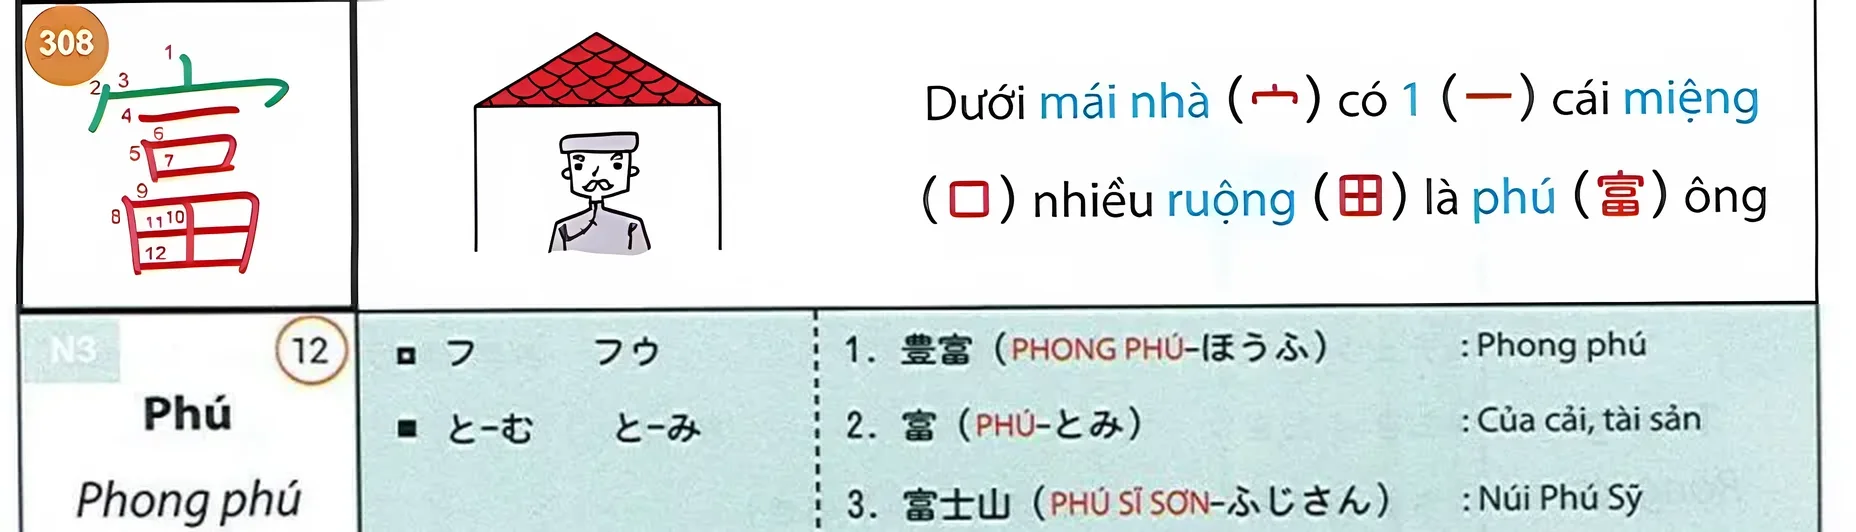 308
1
2 3
4
5 6
7
8 9
11 10
12
Dưới mái nhà (宀) có 1 (一) cái miệng
(口) nhiều ruộng (田) là phú (富) ông
N3
12
Phú
Phong phú
フ フウ
と-む と-み
1. 豊富 (PHONG PHÚ-ほうふ) : Phong phú
2. 富 (PHÚ-とみ) : Của cải, tài sản
3. 富士山 (PHÚ SĨ SƠN-ふじさん) : Núi Phú Sỹ